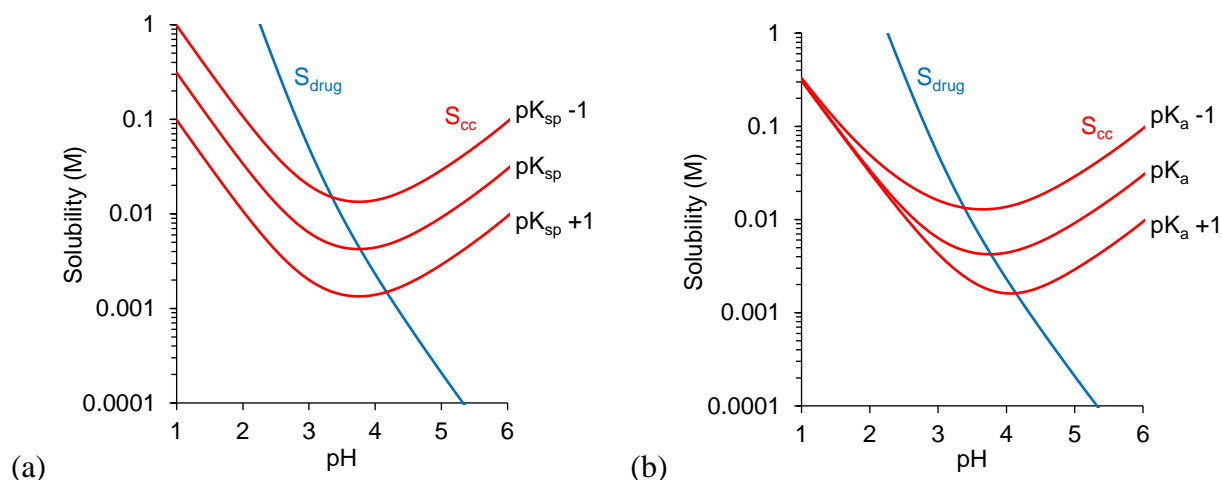 1
0.1
0.01
0.001
0.0001
Solubility (M)
S_drug
S_cc
pK_sp -1
pK_sp
pK_sp +1
1 2 3 4 5 6
pH
(a)
1
0.1
0.01
0.001
0.0001
Solubility (M)
S_drug
S_cc
pK_a -1
pK_a
pK_a +1
1 2 3 4 5 6
pH
(b)